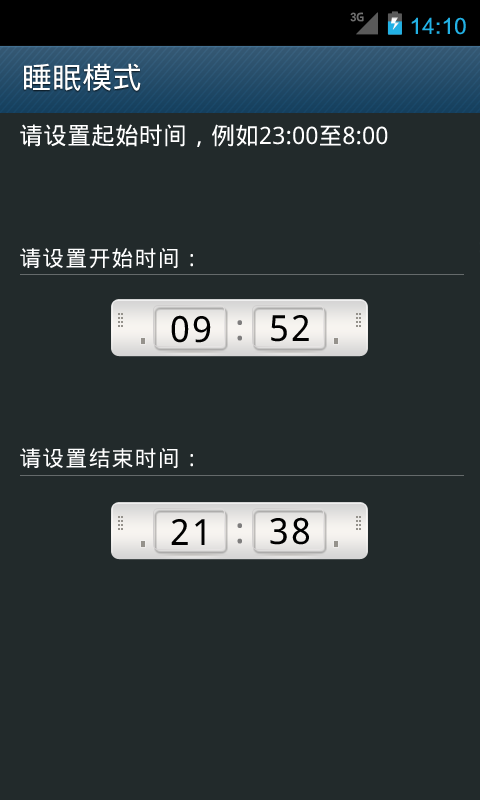 3G 14:10
睡眠模式
请设置起始时间，例如23:00至8:00
请设置开始时间：
09 : 52
请设置结束时间：
21 : 38